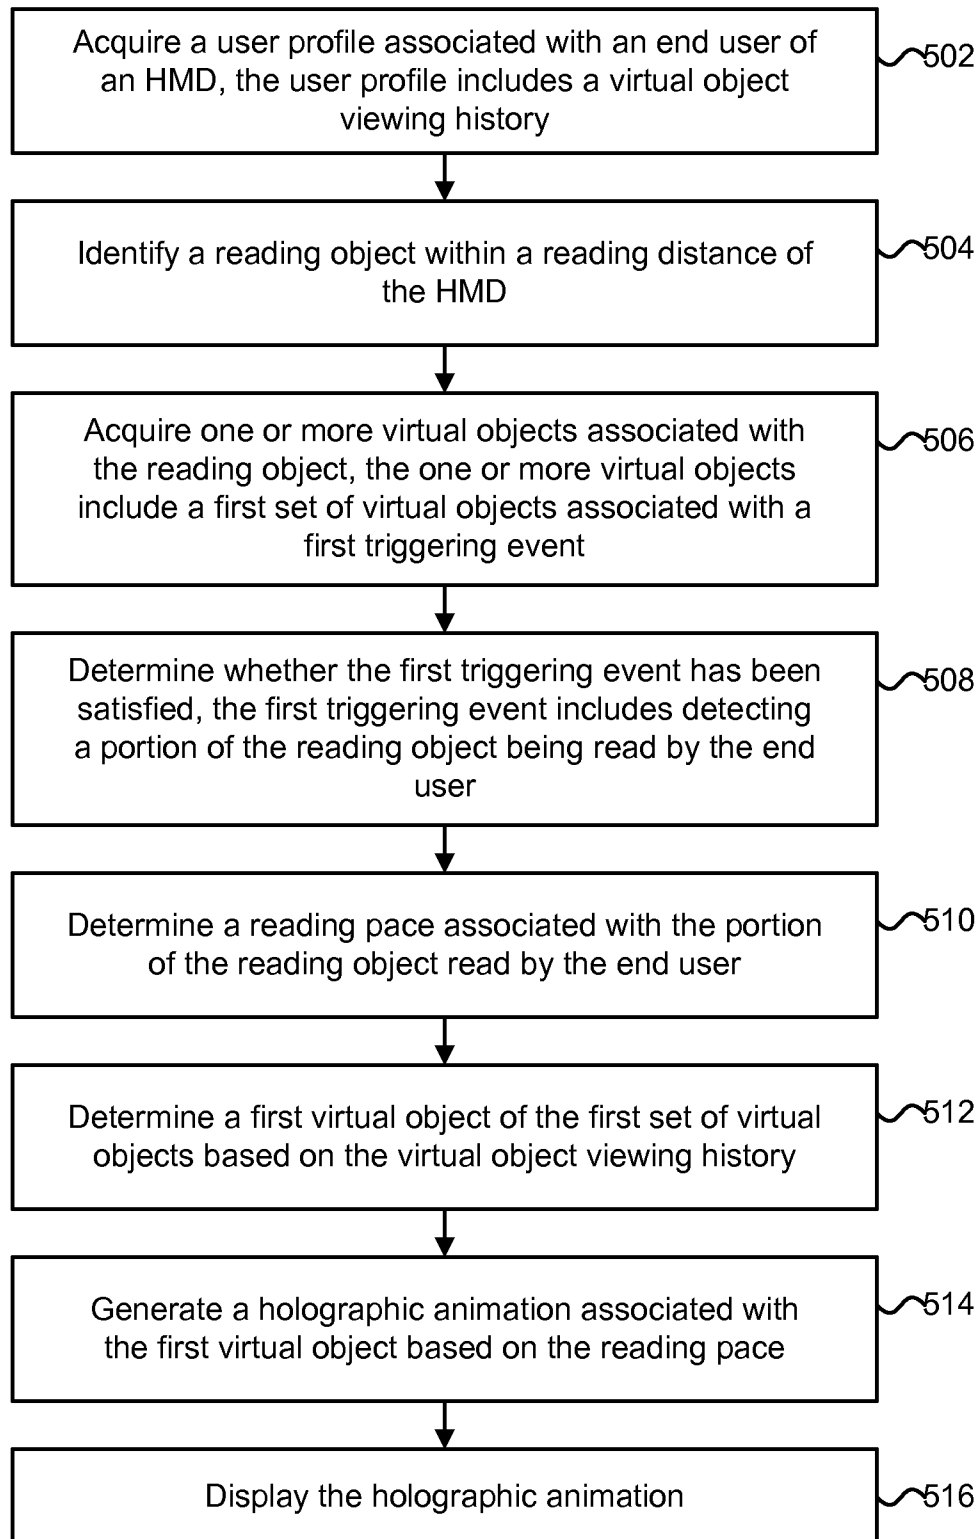 Acquire a user profile associated with an end user of
an HMD, the user profile includes a virtual object
viewing history
502
Identify a reading object within a reading distance of
the HMD
504
Acquire one or more virtual objects associated with
the reading object, the one or more virtual objects
include a first set of virtual objects associated with a
first triggering event
506
Determine whether the first triggering event has been
satisfied, the first triggering event includes detecting
a portion of the reading object being read by the end
user
508
Determine a reading pace associated with the portion
of the reading object read by the end user
510
Determine a first virtual object of the first set of virtual
objects based on the virtual object viewing history
512
Generate a holographic animation associated with
the first virtual object based on the reading pace
514
Display the holographic animation
516